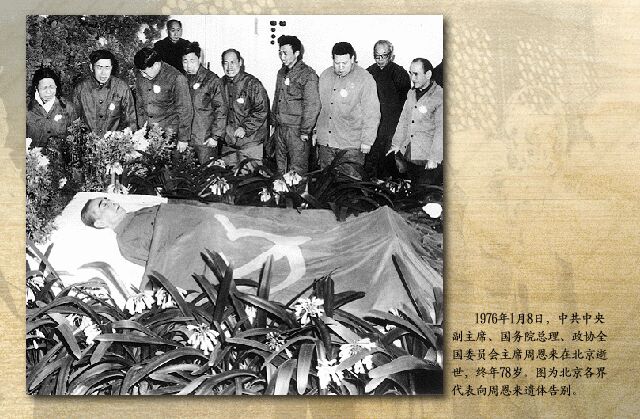 1976年1月8日，中共中央
副主席、国务院总理、政协全
国委员会主席周恩来在北京逝
世，终年78岁。图为北京各界
代表向周恩来遗体告别。